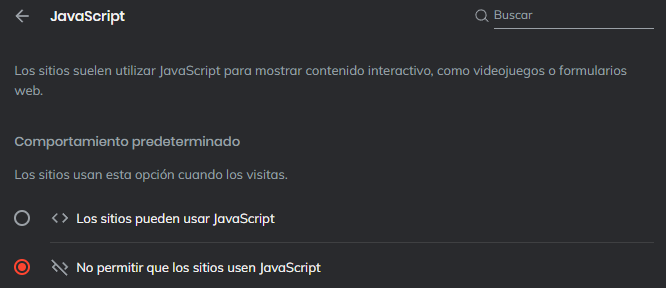 JavaScript
Buscar
Los sitios suelen utilizar JavaScript para mostrar contenido interactivo, como videojuegos o formularios
web.
Comportamiento predeterminado
Los sitios usan esta opción cuando los visitas.
Los sitios pueden usar JavaScript
No permitir que los sitios usen JavaScript